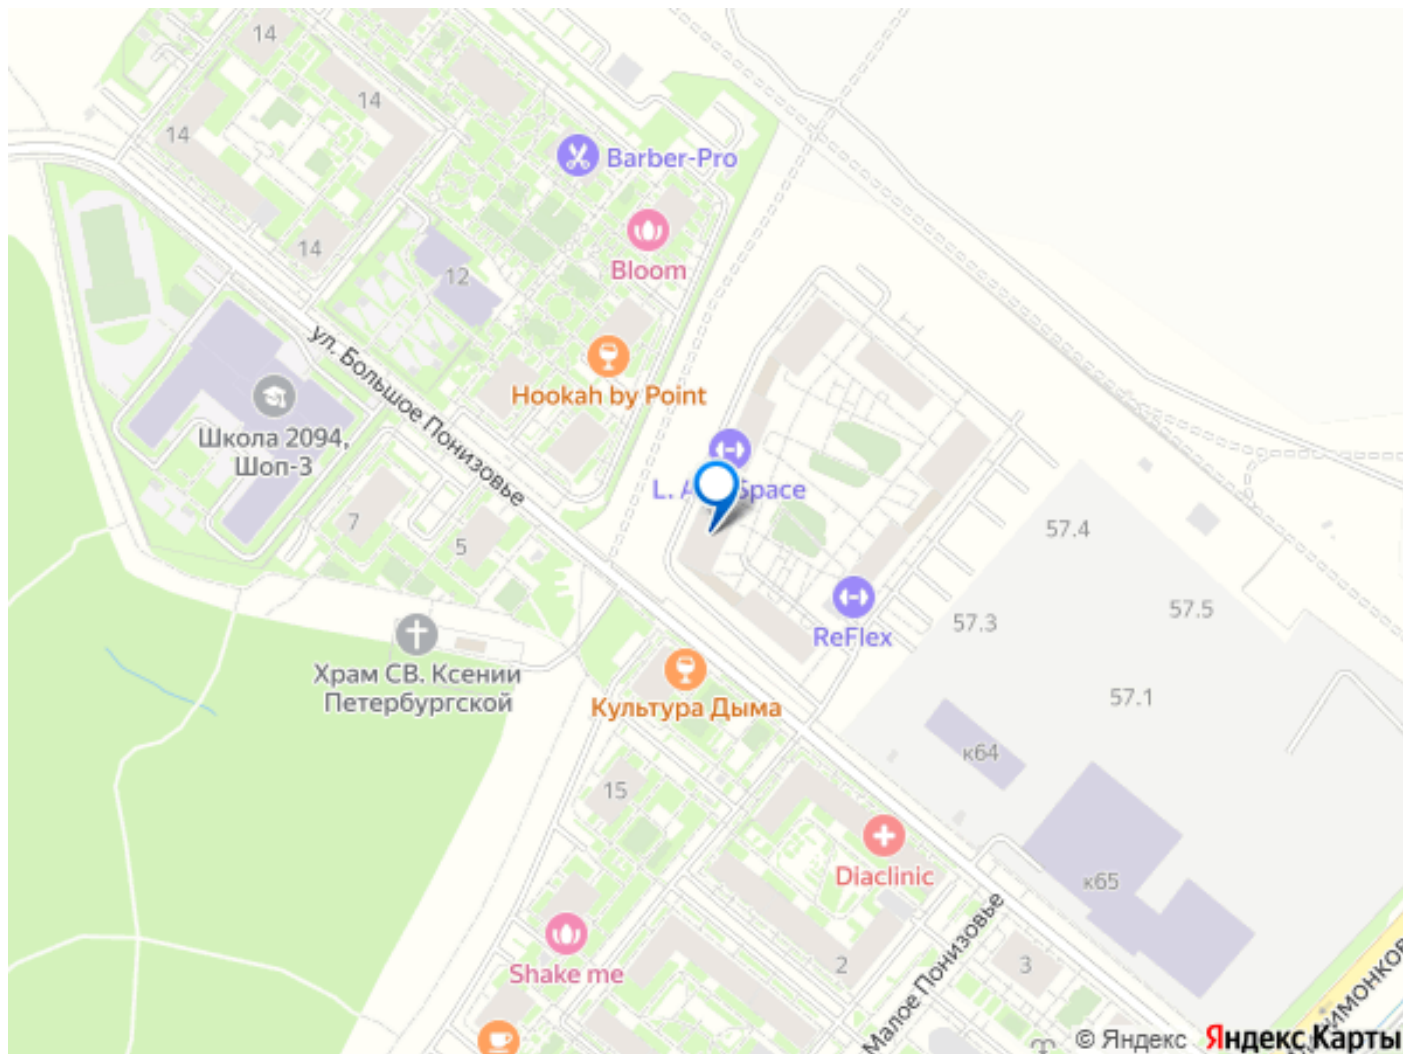 14
14
14
Barber-Pro
Bloom
14
12
ул. Большое Понизовье
Hookah by Point
Школа 2094,
Шоп-3
L.
Space
7
5
57.4
57.5
57.3
ReFlex
Храм СВ. Ксении
Петербургской
Культура Дыма
57.1
к64
15
Diaclinic
к65
Shake me
2
Малое Понизовье
3
© Яндекс
Яндекс Карты